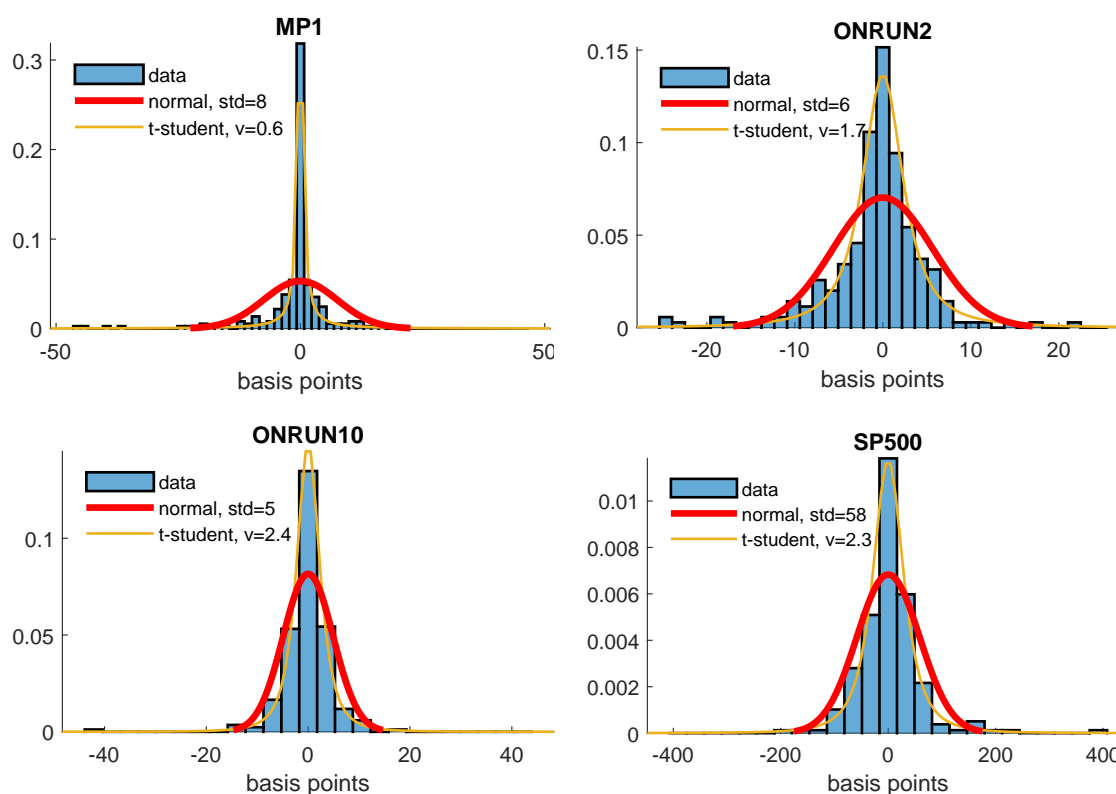 MP1
data
normal, std=8
t-student, v=0.6
0.3
0.2
0.1
0
-50
0
50
basis points
ONRUN2
data
normal, std=6
t-student, v=1.7
0.15
0.1
0.05
0
-20
-10
0
10
20
basis points
ONRUN10
data
normal, std=5
t-student, v=2.4
0.1
0.05
0
-40
-20
0
20
40
basis points
SP500
data
normal, std=58
t-student, v=2.3
0.01
0.008
0.006
0.004
0.002
0
-400
-200
0
200
400
basis points